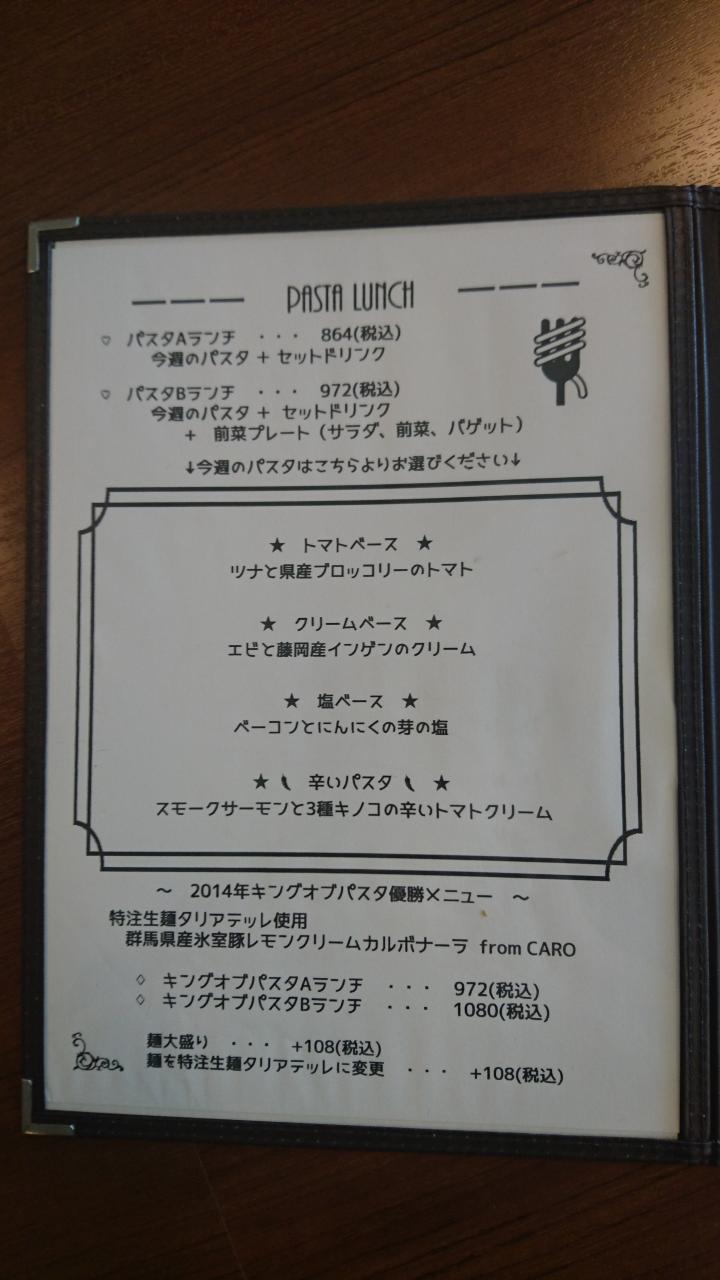 PASTA LUNCH
♡ パスタAランチ ・・・ 864(税込)
今週のパスタ + セットドリンク
♡ パスタBランチ ・・・ 972(税込)
今週のパスタ + セットドリンク
+ 前菜プレート(サラダ、前菜、バゲット)
↓今週のパスタはこちらよりお選びください↓
★ トマトベース ★
ツナと県産ブロッコリーのトマト
★ クリームベース ★
エビと藤岡産インゲンのクリーム
★ 塩ベース ★
ベーコンとにんにくの芽の塩
★ 辛いパスタ ★
スモークサーモンと3種キノコの辛いトマトクリーム
～ 2014年キングオブパスタ優勝メニュー ～
特注生麺タリアテッレ使用
群馬県産氷室豚レモンクリームカルボナーラ from CARO
♢ キングオブパスタAランチ ・・・ 972(税込)
♢ キングオブパスタBランチ ・・・ 1080(税込)
麺大盛り ・・・ +108(税込)
麺を特注生麺タリアテッレに変更 ・・・ +108(税込)